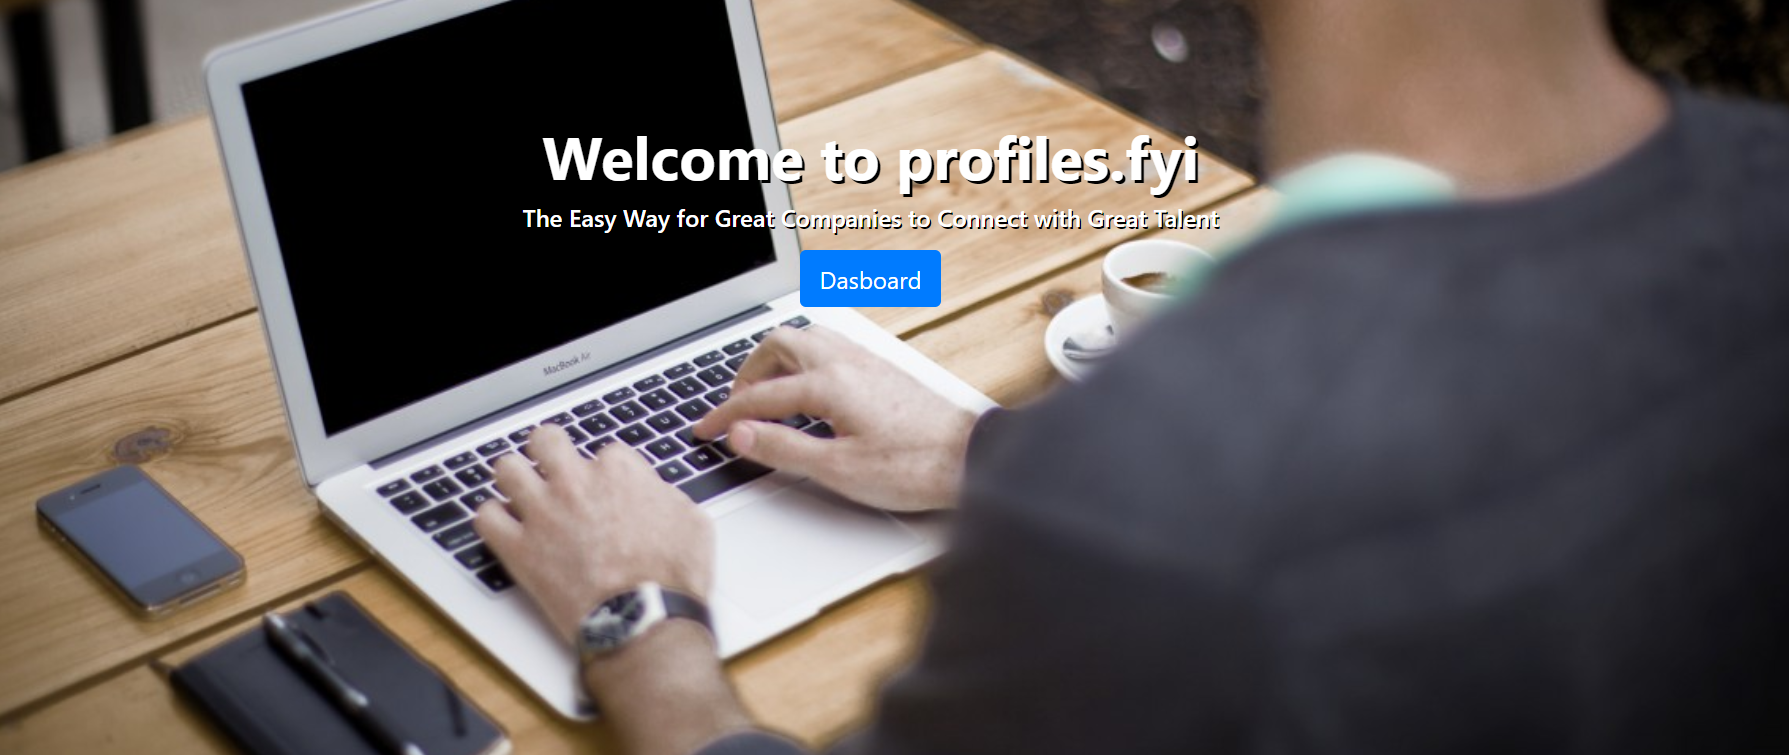 Welcome to profiles.fyi
The Easy Way for Great Companies to Connect with Great Talent
Dasboard
MacBook Air